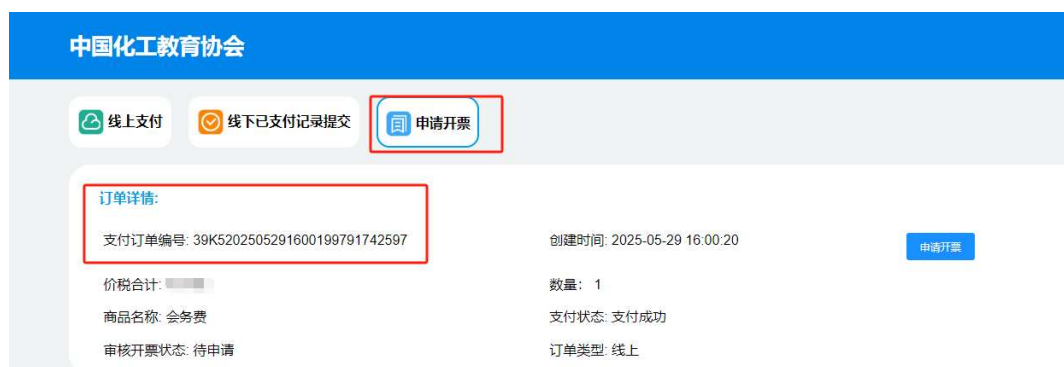 中国化工教育协会
线上支付 线下已支付记录提交 申请开票
订单详情:
支付订单编号: 39K5202505291600199791742597 创建时间: 2025-05-29 16:00:20 申请开票
价税合计: 数量: 1
商品名称: 会务费 支付状态: 支付成功
审核开票状态: 待申请 订单类型: 线上